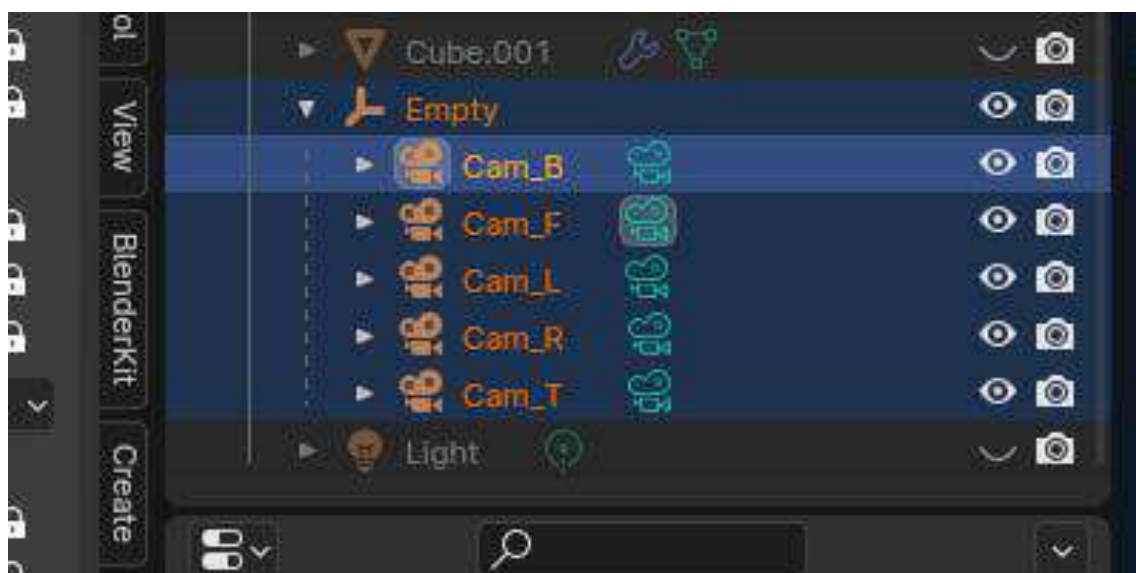 ol
View
BlenderKit
Create
Cube.001
Empty
Cam_B
Cam_F
Cam_L
Cam_R
Cam_T
Light